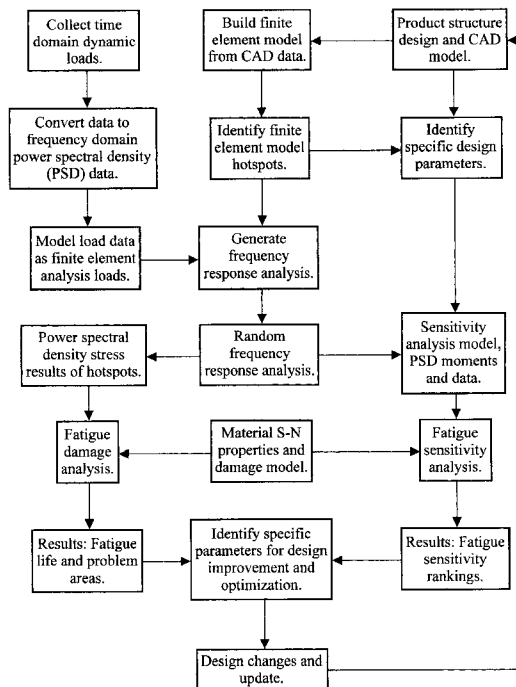 Collect time
domain dynamic
loads.
Build finite
element model
from CAD data.
Product structure
design and CAD
model.
Convert data to
frequency domain
power spectral
density
(PSD) data.
Identify finite
element model
hotspots.
Identify
specific design
parameters.
Model load data
as finite element
analysis loads.
Generate
frequency
response analysis.
Power spectral
density stress
results of hotspots.
Random
frequency
response analysis.
Sensitivity
analysis model,
PSD moments
and data.
Fatigue
damage
analysis.
Material S-N
properties and
damage model.
Fatigue
sensitivity
analysis.
Results: Fatigue
life and problem
areas.
Identify specific
parameters for design
improvement and
optimization.
Results: Fatigue
sensitivity
rankings.
Design changes and
update.